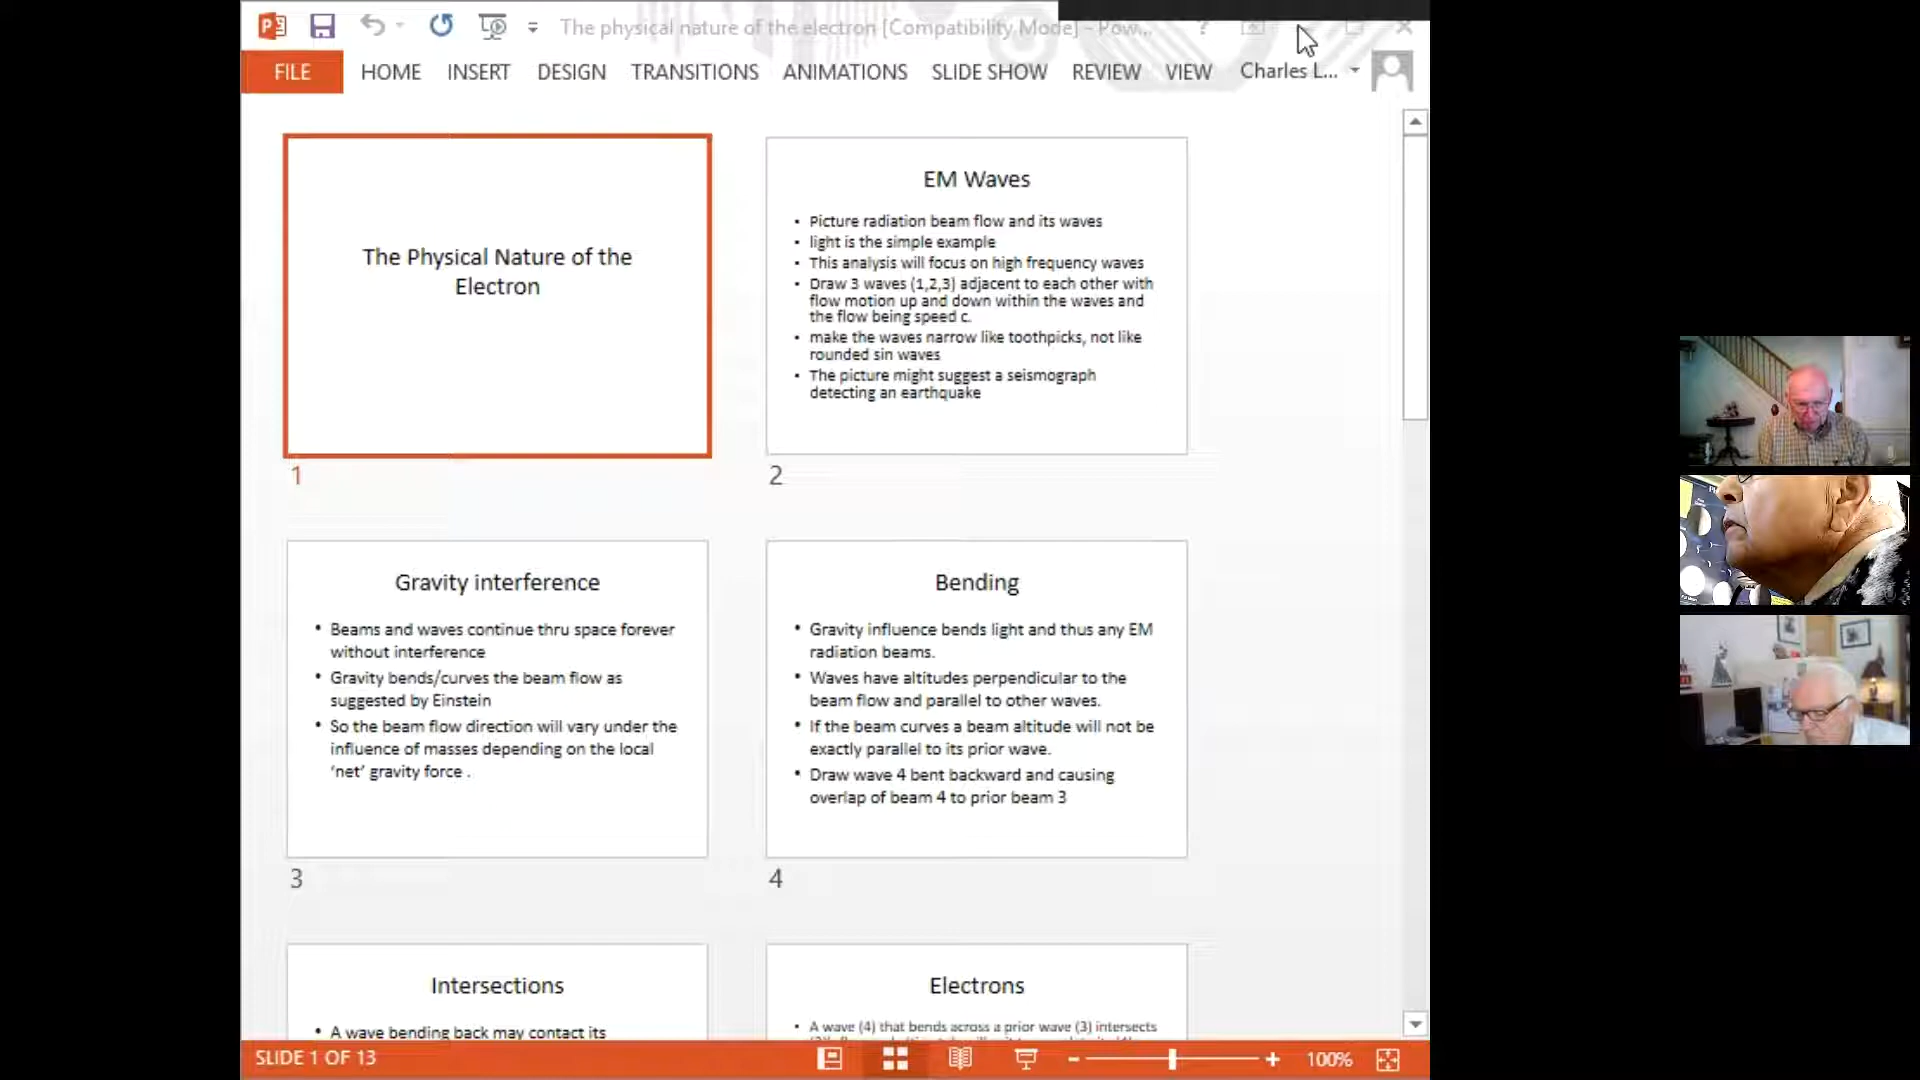 The physical nature of the electron [Compatibility Mode] - Pow...
?
FILE HOME INSERT DESIGN TRANSITIONS ANIMATIONS SLIDE SHOW REVIEW VIEW Charles L...
The Physical Nature of the
Electron
1
EM Waves
• Picture radiation beam flow and its waves
• light is the simple example
• This analysis will focus on high frequency waves
• Draw 3 waves (1,2,3) adjacent to each other with
flow motion up and down within the waves and
the flow being speed c.
• make the waves narrow like toothpicks, not like
rounded sin waves
• The picture might suggest a seismograph
detecting an earthquake
2
Gravity interference
• Beams and waves continue thru space forever
without interference
• Gravity bends/curves the beam flow as
suggested by Einstein
• So the beam flow direction will vary under the
influence of masses depending on the local
‘net’ gravity force .
3
Bending
• Gravity influence bends light and thus any EM
radiation beams.
• Waves have altitudes perpendicular to the
beam flow and parallel to other waves.
• If the beam curves a beam altitude will not be
exactly parallel to its prior wave.
• Draw wave 4 bent backward and causing
overlap of beam 4 to prior beam 3
4
Intersections
• A wave bending back may contact its
Electrons
• A wave (4) that bends across a prior wave (3) intersects
SLIDE 1 OF 13
100%